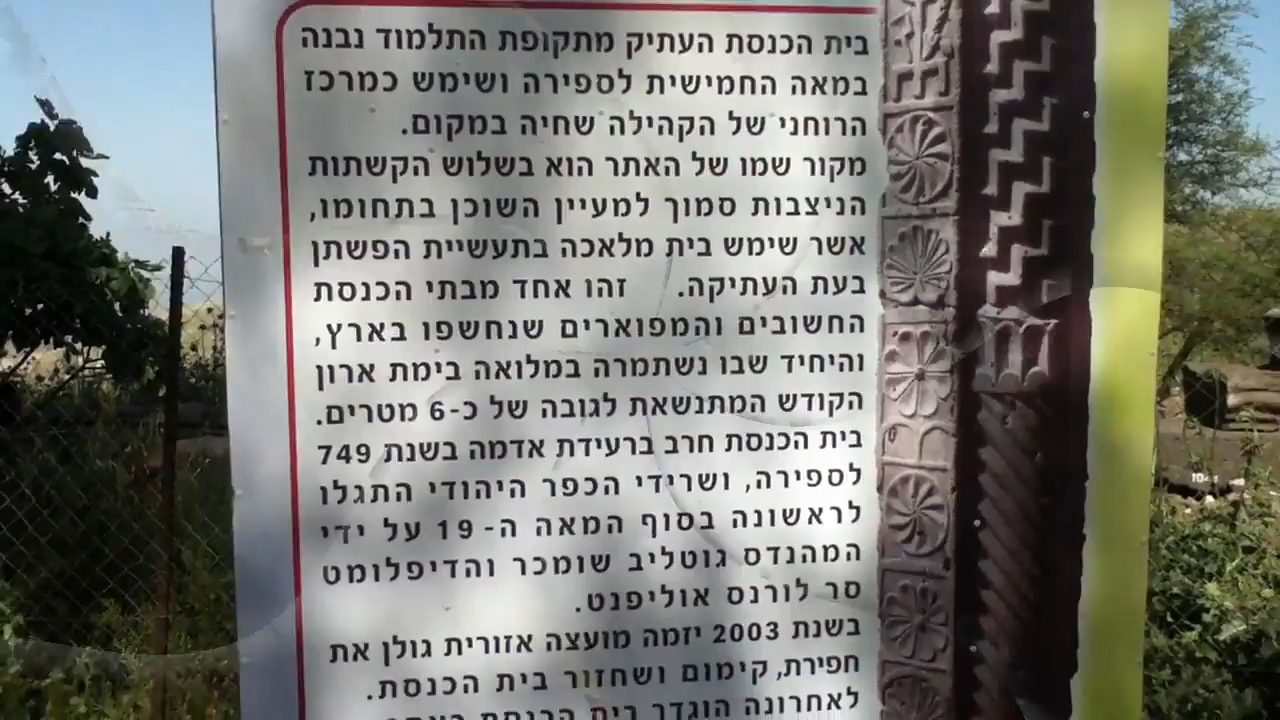 בית הכנסת העתיק מתקופת התלמוד נבנה
במאה החמישית לספירה ושימש כמרכז
הרוחני של הקהילה שחיה במקום.
מקור שמו של האתר הוא בשלוש הקשתות
הניצבות סמוך למעיין השוכן בתחומו,
אשר שימש בית מלאכה בתעשיית הפשתן
בעת העתיקה. זהו אחד מבתי הכנסת
החשובים והמפוארים שנחשפו בארץ,
והיחיד שבו נשתמרה במלואה בימת ארון
הקודש המתנשאת לגובה של כ-6 מטרים.
בית הכנסת חרב ברעידת אדמה בשנת 749
לספירה, ושרידי הכפר היהודי התגלו
לראשונה בסוף המאה ה-19 על ידי
המהנדס גוטליב שומכר והדיפלומט
סר לורנס אוליפנט.
בשנת 2003 יזמה מועצה אזורית גולן את
חפירת, קימום ושחזור בית הכנסת.
לאחרונה הוגדר בית הכנסת